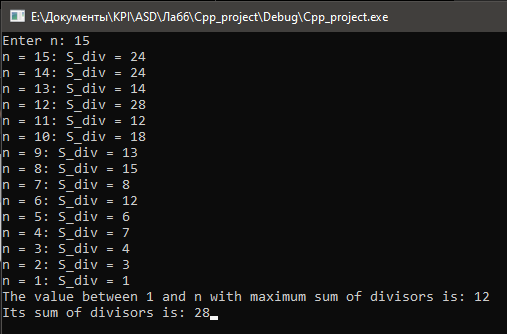 E:\Документы\KPI\ASD\Лаб6\Cpp_project\Debug\Cpp_project.exe
Enter n: 15
n = 15: S_div = 24
n = 14: S_div = 24
n = 13: S_div = 14
n = 12: S_div = 28
n = 11: S_div = 12
n = 10: S_div = 18
n = 9: S_div = 13
n = 8: S_div = 15
n = 7: S_div = 8
n = 6: S_div = 12
n = 5: S_div = 6
n = 4: S_div = 7
n = 3: S_div = 4
n = 2: S_div = 3
n = 1: S_div = 1
The value between 1 and n with maximum sum of divisors is: 12
Its sum of divisors is: 28